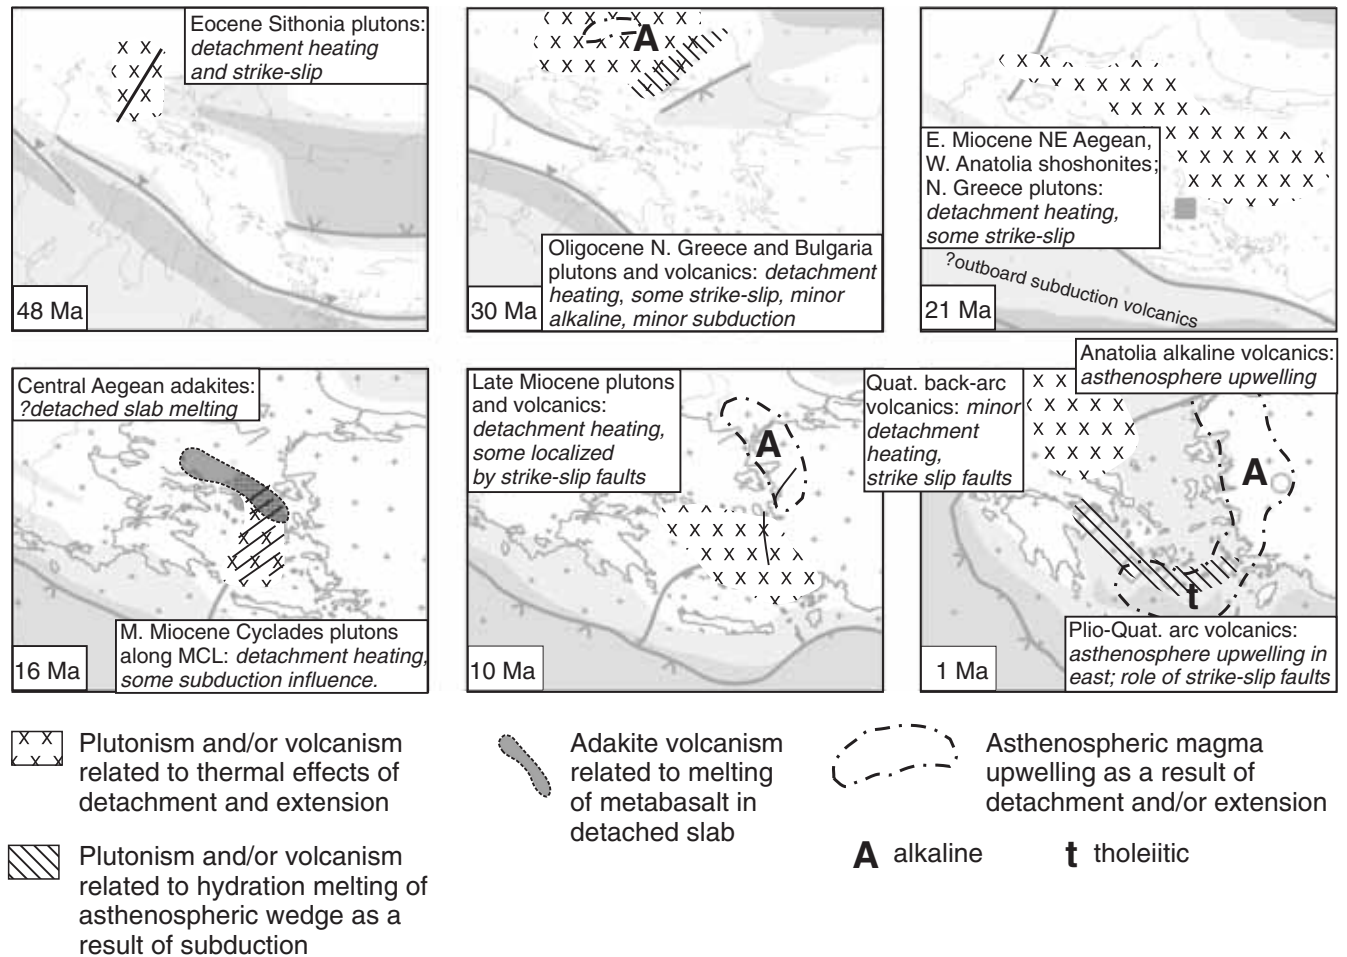 Eocene Sithonia plutons:
detachment heating
and strike-slip
48 Ma
A
Oligocene N. Greece and Bulgaria
plutons and volcanics: detachment
heating, some strike-slip, minor
alkaline, minor subduction
30 Ma
E. Miocene NE Aegean,
W. Anatolia shoshonites;
N. Greece plutons:
detachment heating,
some strike-slip
?outboard subduction volcanics
21 Ma
Central Aegean adakites:
?detached slab melting
M. Miocene Cyclades plutons
along MCL: detachment heating,
some subduction influence.
16 Ma
Late Miocene plutons
and volcanics:
detachment heating,
some localized
by strike-slip faults
A
10 Ma
Anatolia alkaline volcanics:
asthenosphere upwelling
Quat. back-arc
volcanics: minor
detachment
heating,
strike slip faults
A
t
Plio-Quat. arc volcanics:
asthenosphere upwelling in
east; role of strike-slip faults
1 Ma
Plutonism and/or volcanism
related to thermal effects of
detachment and extension
Plutonism and/or volcanism
related to hydration melting of
asthenospheric wedge as a
result of subduction
Adakite volcanism
related to melting
of metabasalt in
detached slab
Asthenospheric magma
upwelling as a result of
detachment and/or extension
A alkaline
t tholeiitic